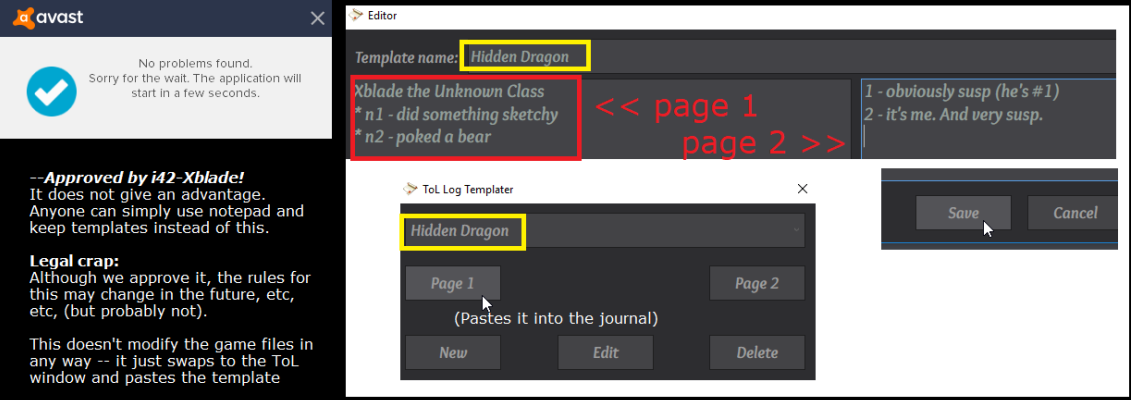 avast
No problems found.
Sorry for the wait. The application will
start in a few seconds.
--Approved by i42-Xblade!
It does not give an advantage.
Anyone can simply use notepad and
keep templates instead of this.
Legal crap:
Although we approve it, the rules for
this may change in the future, etc,
etc, (but probably not).
This doesn't modify the game files in
any way -- it just swaps to the ToL
window and pastes the template
Editor
Template name: Hidden Dragon
Xblade the Unknown Class
* n1 - did something sketchy
* n2 - poked a bear
<< page 1
page 2 >>
1 - obviously susp (he's #1)
2 - it's me. And very susp.
Save Cancel
ToL Log Templater
Hidden Dragon
Page 1 Page 2
(Pastes it into the journal)
New Edit Delete